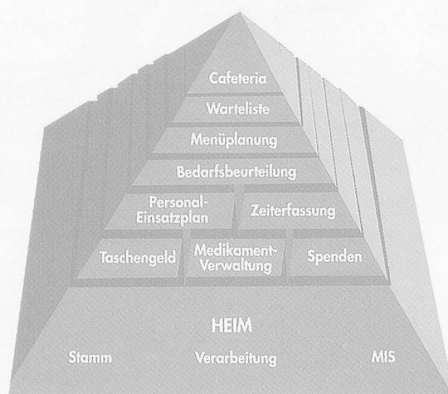 Cafeteria
Warteliste
Menüplanung
Bedarfsbeurteilung
Personal-
Einsatzplan
Zeiterfassung
Taschengeld
Medikament-
Verwaltung
Spenden
HEIM
Stamm
Verarbeitung
MIS